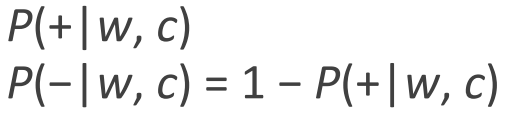 P(+|w, c)
P(−|w, c) = 1 − P(+|w, c)